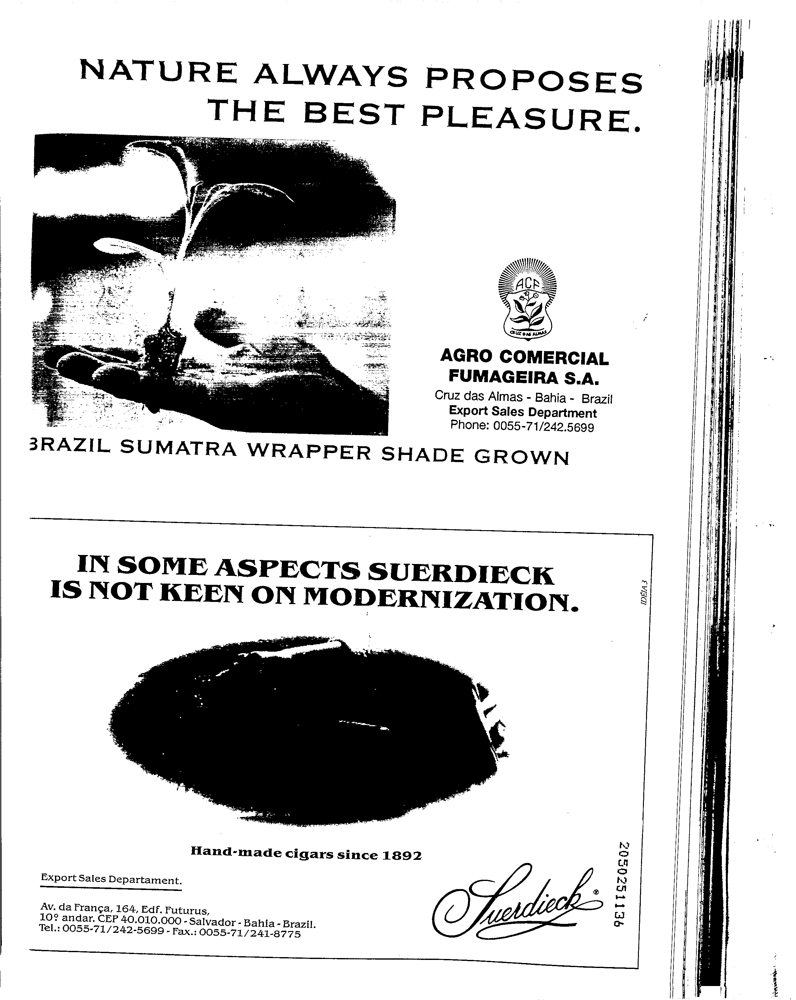 NATURE ALWAYS PROPOSES
THE BEST PLEASURE.
ACF
CRUZ DAS ALMAS
AGRO COMERCIAL
FUMAGEIRA S.A.
Cruz das Almas - Bahia - Brazil
Export Sales Department
Phone: 0055-71/242.5699
BRAZIL SUMATRA WRAPPER SHADE GROWN
IN SOME ASPECTS SUERDIECK
IS NOT KEEN ON MODERNIZATION.
Hand-made cigars since 1892
Export Sales Departament.
Av. da França, 164, Edf. Futurus,
10º andar. CEP 40.010.000 - Salvador - Bahia - Brazil.
Tel.: 0055-71/242-5699 - Fax.: 0055-71/241-8775
Suerdieck®
2050251136